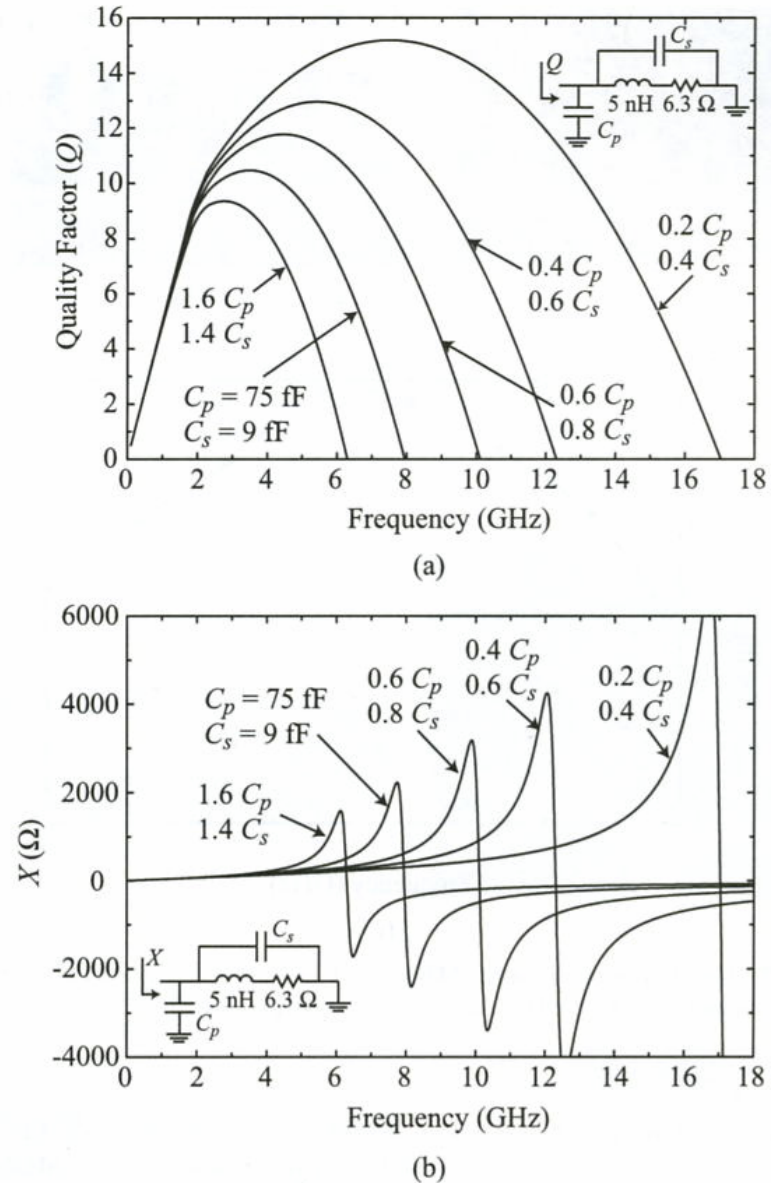 16
14
12
10
8
6
4
2
0
Quality Factor (Q)
C_s
Q
5 nH 6.3 Ω
C_p
0.2 C_p
0.4 C_s
0.4 C_p
0.6 C_s
1.6 C_p
1.4 C_s
C_p = 75 fF
C_s = 9 fF
0.6 C_p
0.8 C_s
0 2 4 6 8 10 12 14 16 18
Frequency (GHz)
(a)
6000
4000
2000
0
-2000
-4000
X (Ω)
0.4 C_p
0.6 C_s
0.6 C_p
0.8 C_s
0.2 C_p
0.4 C_s
C_p = 75 fF
C_s = 9 fF
1.6 C_p
1.4 C_s
C_s
X
5 nH 6.3 Ω
C_p
0 2 4 6 8 10 12 14 16 18
Frequency (GHz)
(b)